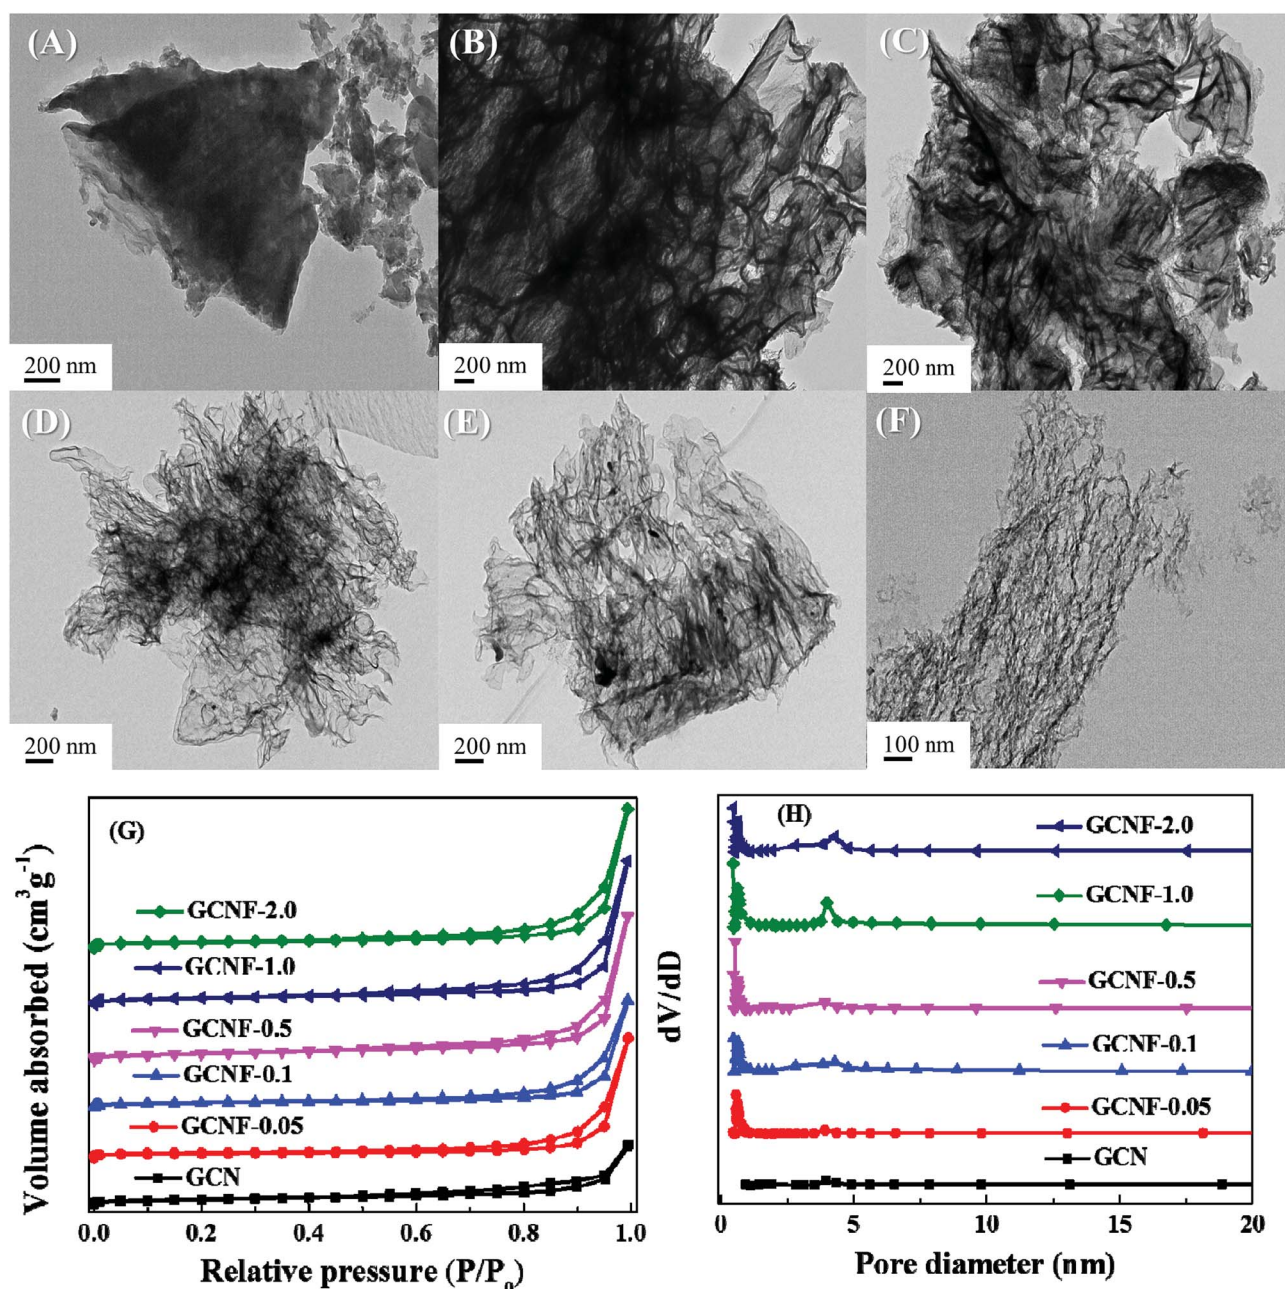 (A)
(B)
(C)
200 nm
200 nm
200 nm
(D)
(E)
(F)
200 nm
200 nm
100 nm
(G)
GCNF-2.0
GCNF-1.0
GCNF-0.5
GCNF-0.1
GCNF-0.05
GCN
Volume absorbed (cm³g⁻¹)
0.0 0.2 0.4 0.6 0.8 1.0
Relative pressure (P/P₀)
(H)
GCNF-2.0
GCNF-1.0
GCNF-0.5
GCNF-0.1
GCNF-0.05
GCN
dV/dD
0 5 10 15 20
Pore diameter (nm)